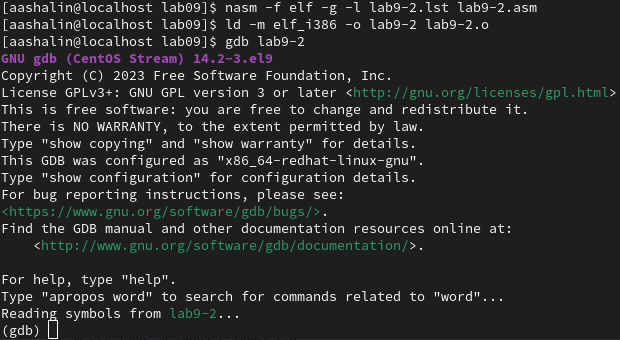 [aashalin@localhost lab09]$ nasm -f elf -g -l lab9-2.lst lab9-2.asm
[aashalin@localhost lab09]$ ld -m elf_i386 -o lab9-2 lab9-2.o
[aashalin@localhost lab09]$ gdb lab9-2
GNU gdb (CentOS Stream) 14.2-3.el9
Copyright (C) 2023 Free Software Foundation, Inc.
License GPLv3+: GNU GPL version 3 or later <http://gnu.org/licenses/gpl.html>
This is free software: you are free to change and redistribute it.
There is NO WARRANTY, to the extent permitted by law.
Type "show copying" and "show warranty" for details.
This GDB was configured as "x86_64-redhat-linux-gnu".
Type "show configuration" for configuration details.
For bug reporting instructions, please see:
<https://www.gnu.org/software/gdb/bugs/>.
Find the GDB manual and other documentation resources online at:
    <http://www.gnu.org/software/gdb/documentation/>.

For help, type "help".
Type "apropos word" to search for commands related to "word"...
Reading symbols from lab9-2...
(gdb)